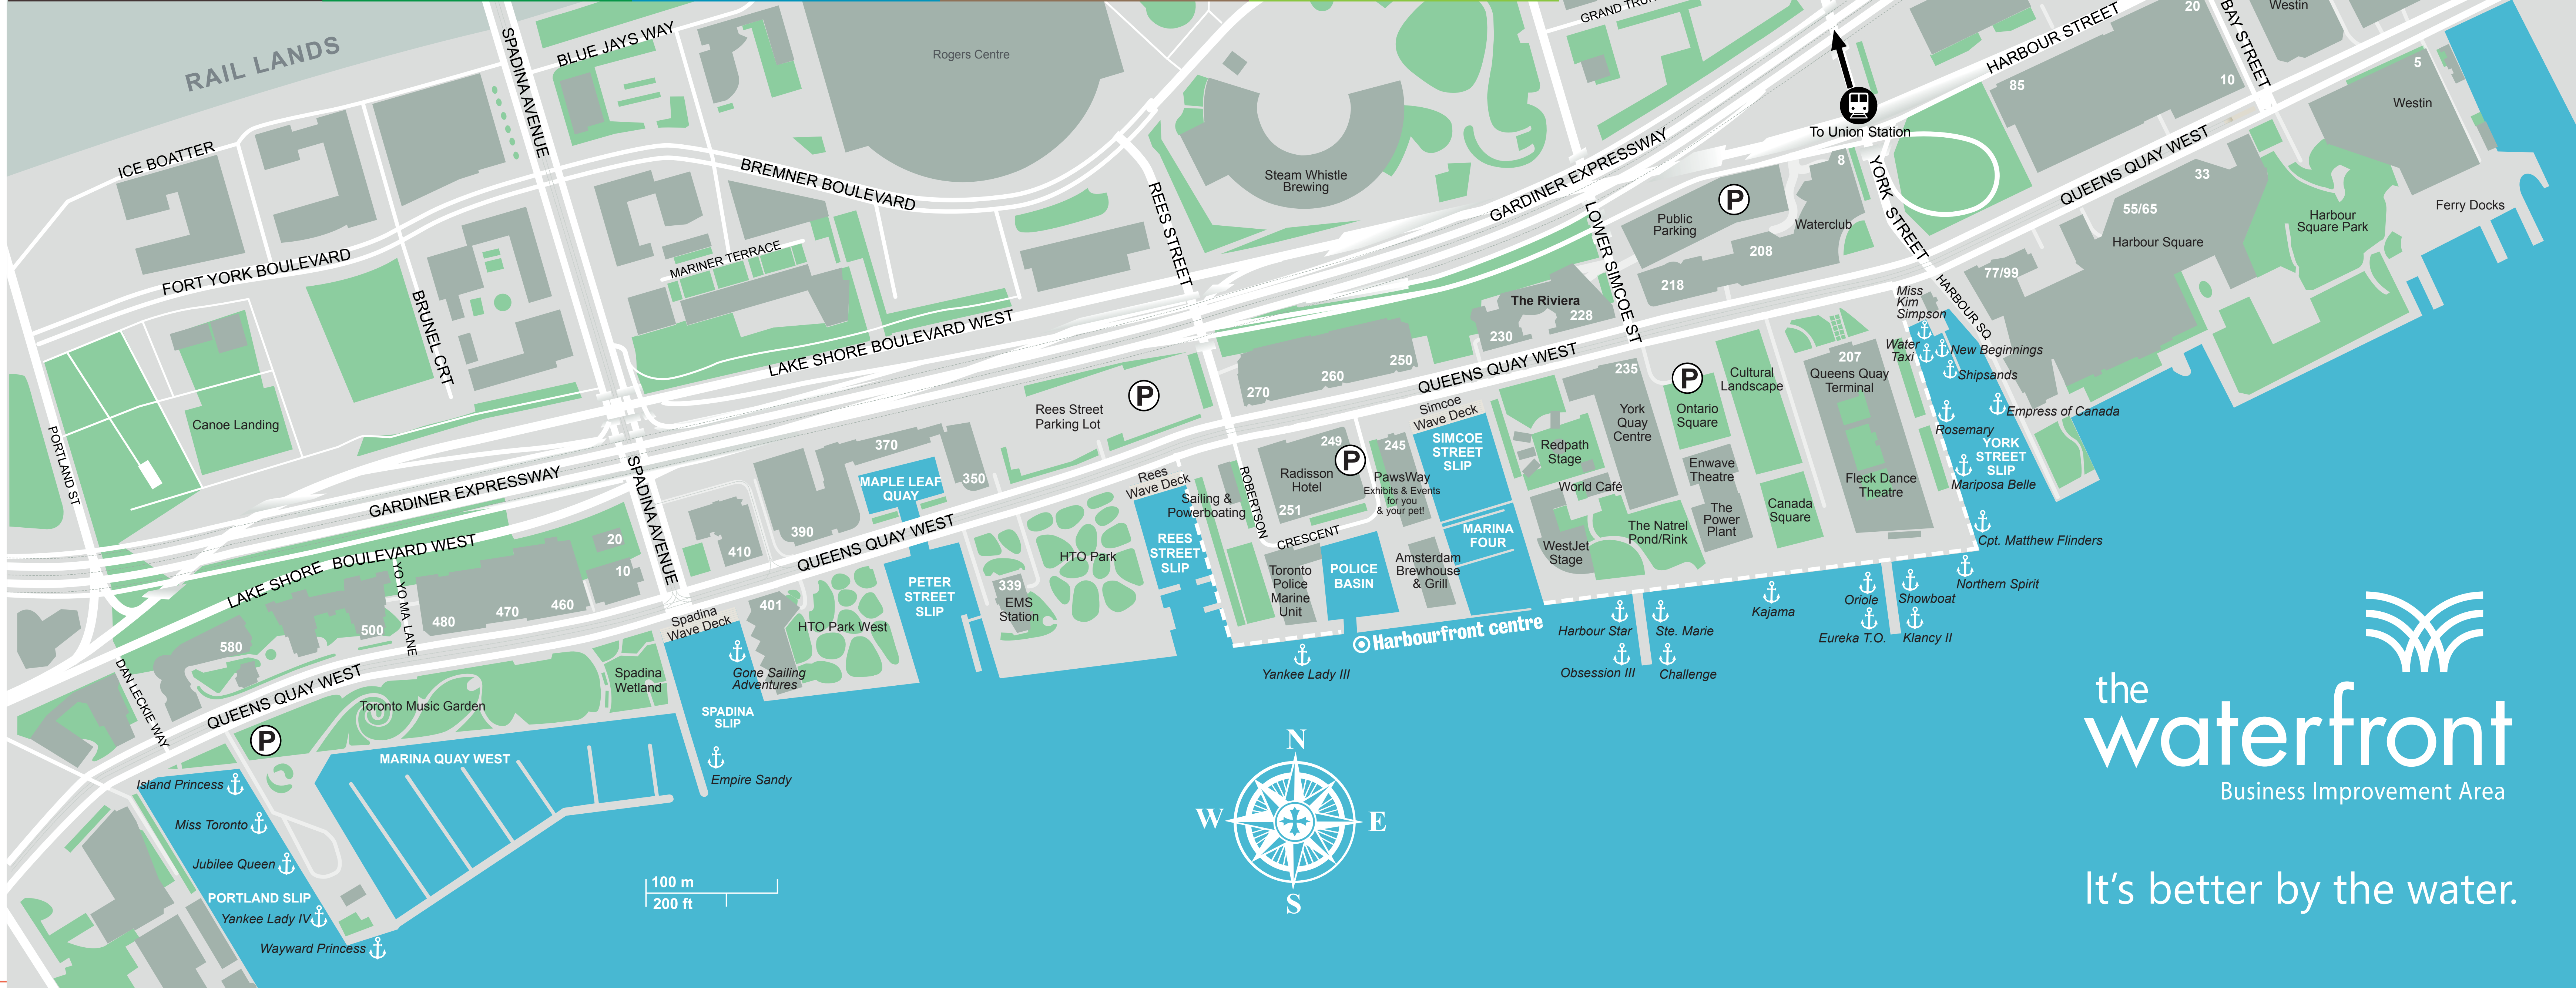 RAIL LANDS
SPADINA AVENUE
BLUE JAYS WAY
Rogers Centre
ICE BOATTER
BREMNER BOULEVARD
FORT YORK BOULEVARD
MARINER TERRACE
BRUNEL CRT
REES STREET
Steam Whistle
Brewing
GARDINER EXPRESSWAY
To Union Station
HARBOUR STREET
20
BAY STREET
Westin
85
10
5
Westin
8
YORK STREET
QUEENS QUAY WEST
33
55/65
Harbour Square
Harbour
Square Park
Ferry Docks
Public
Parking
P
Waterclub
208
218
LOWER SIMCOE ST
77/99
HARBOUR SQ
The Riviera
228
230
LAKE SHORE BOULEVARD WEST
Canoe Landing
PORTLAND ST
Rees Street
Parking Lot
P
270
260
250
QUEENS QUAY WEST
235
P
Cultural
Landscape
207
Queens Quay
Terminal
Miss
Kim
Simpson
Water
Taxi
New Beginnings
Shipsands
Empress of Canada
Rosemary
YORK
STREET
SLIP
Mariposa Belle
Cpt. Matthew Flinders
Northern Spirit
GARDINER EXPRESSWAY
SPADINA AVENUE
370
MAPLE LEAF
QUAY
350
390
410
QUEENS QUAY WEST
Rees
Wave Deck
Sailing &
Powerboating
ROBERTSON
CRESCENT
249
P
Radisson
Hotel
251
245
PawsWay
Exhibits & Events
for you
& your pet!
Simcoe
Wave Deck
SIMCOE
STREET
SLIP
MARINA
FOUR
Redpath
Stage
World Café
York
Quay
Centre
Ontario
Square
Enwave
Theatre
The
Power
Plant
Canada
Square
Fleck Dance
Theatre
The Natrel
Pond/Rink
WestJet
Stage
LAKE SHORE BOULEVARD WEST
20
10
YO YO MA LANE
480
470
460
500
580
DAN LECKIE WAY
QUEENS QUAY WEST
P
Toronto Music Garden
Spadina
Wetland
Spadina
Wave Deck
401
HTO Park West
PETER
STREET
SLIP
339
EMS
Station
HTO Park
REES
STREET
SLIP
Toronto
Police
Marine
Unit
POLICE
BASIN
Amsterdam
Brewhouse
& Grill
Harbourfront centre
Yankee Lady III
Harbour Star
Ste. Marie
Obsession III
Challenge
Kajama
Oriole
Showboat
Eureka T.O.
Klancy II
Gone Sailing
Adventures
SPADINA
SLIP
Empire Sandy
MARINA QUAY WEST
Island Princess
Miss Toronto
Jubilee Queen
PORTLAND SLIP
Yankee Lady IV
Wayward Princess
100 m
200 ft
N
W
E
S
the
waterfront
Business Improvement Area
It's better by the water.